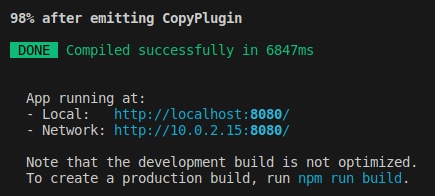 98% after emitting CopyPlugin
DONE Compiled successfully in 6847ms
App running at:
- Local: http://localhost:8080/
- Network: http://10.0.2.15:8080/
Note that the development build is not optimized.
To create a production build, run npm run build.